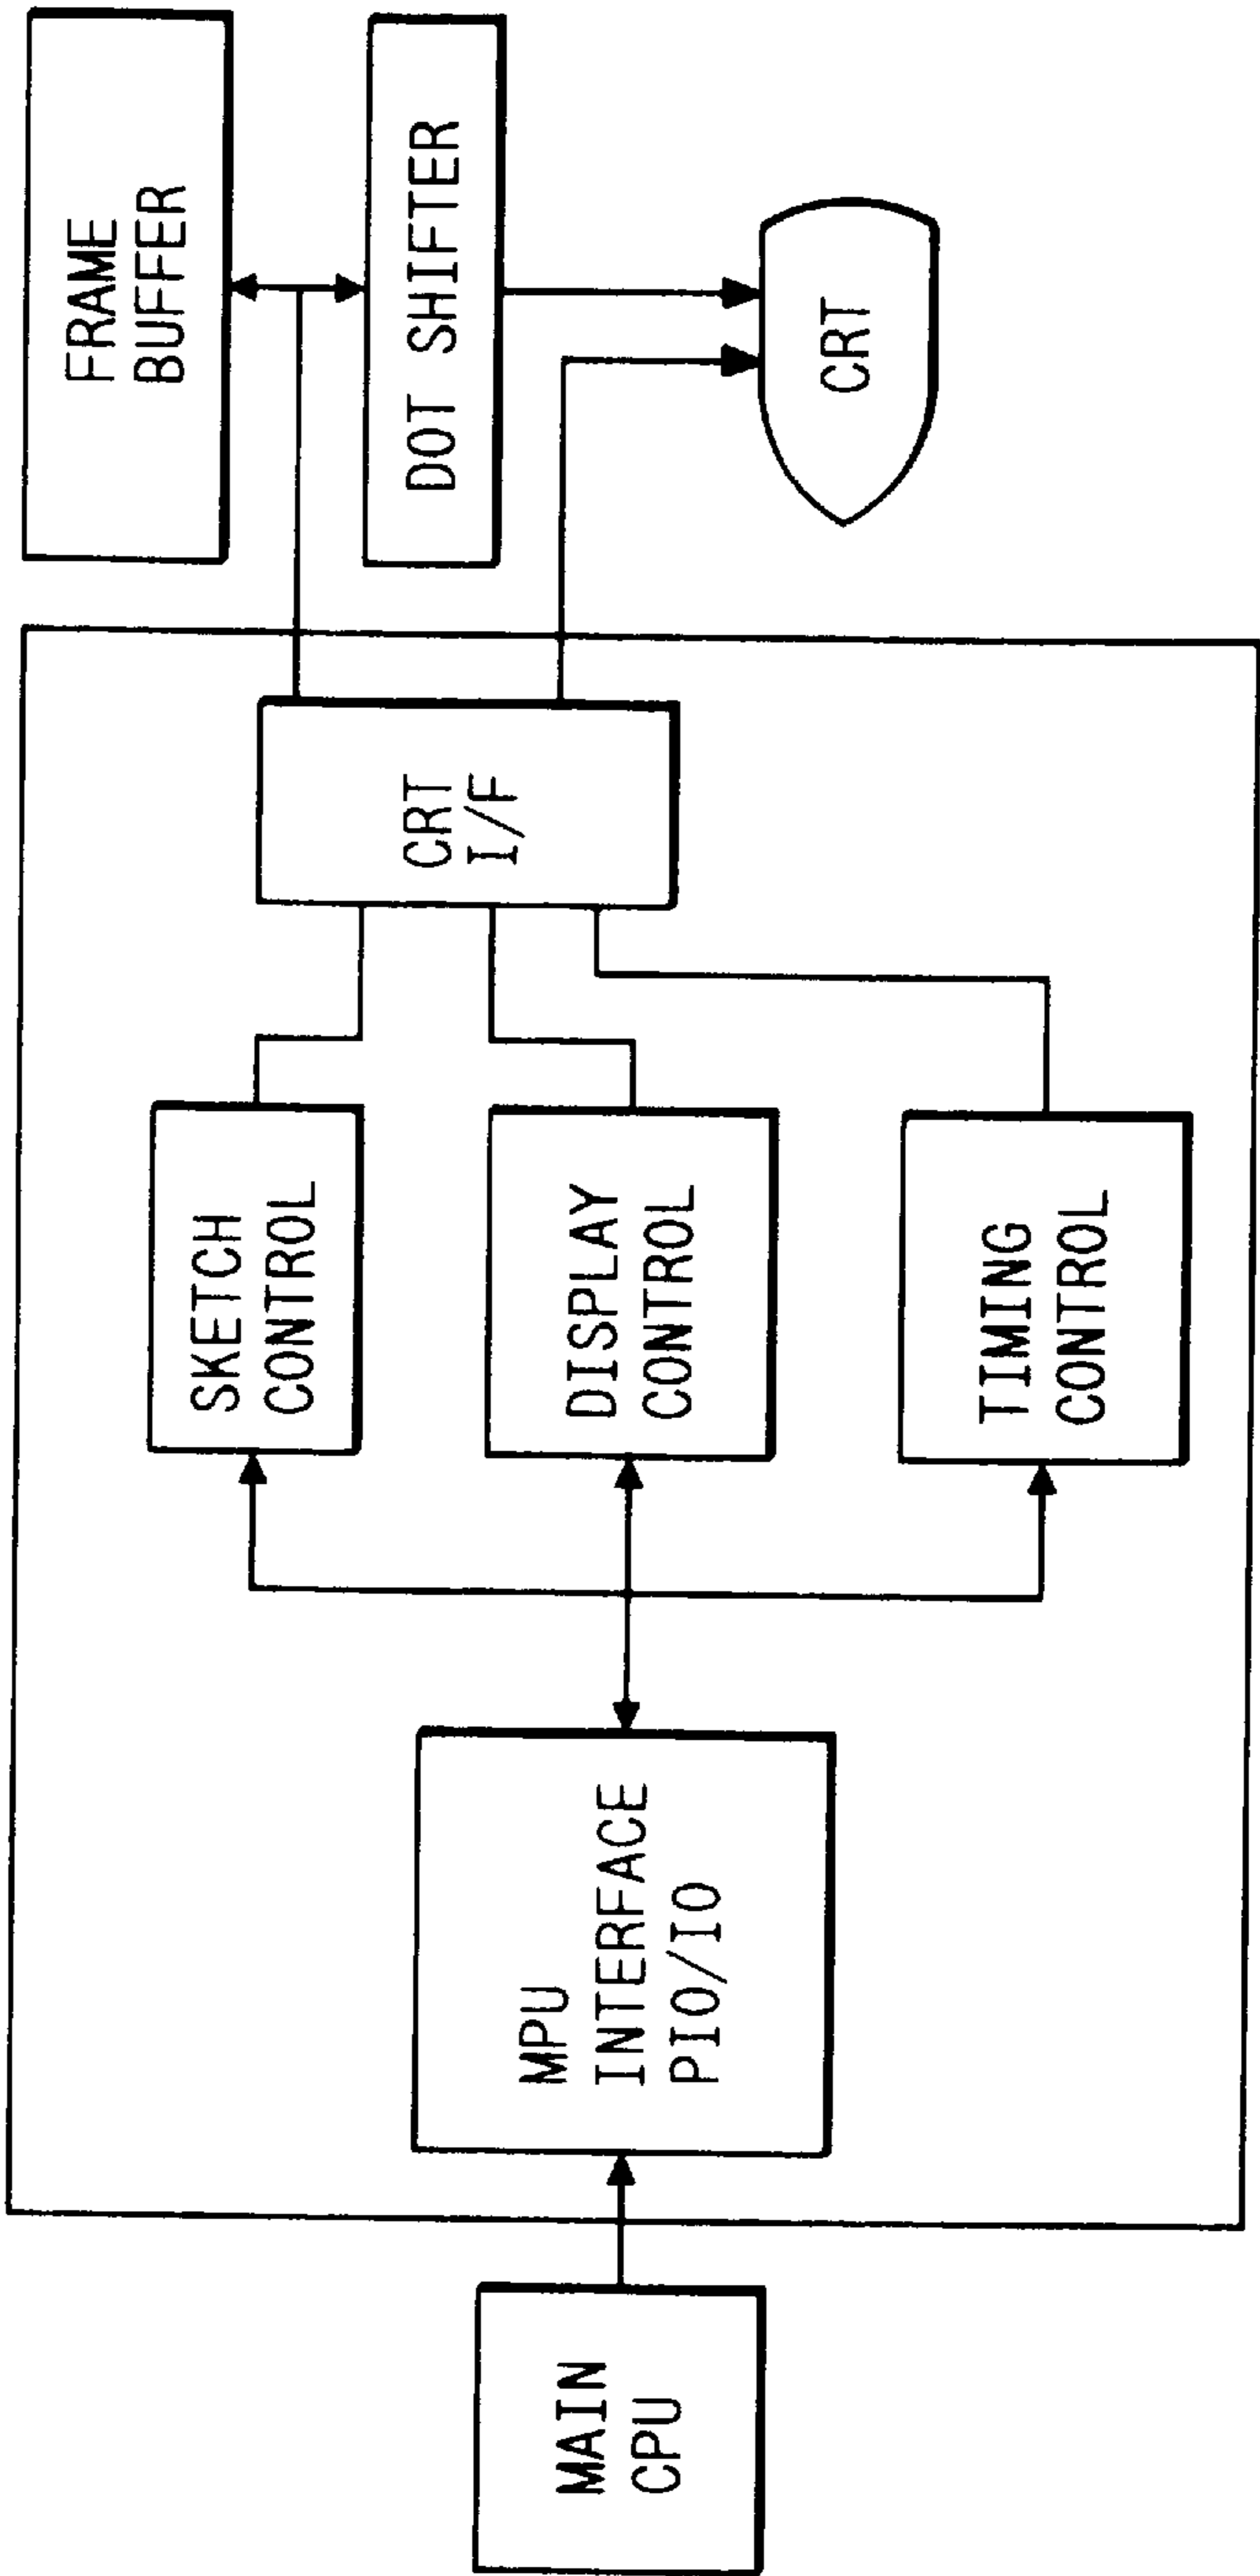 MAIN
CPU
MPU
INTERFACE
PIO/IO
SKETCH
CONTROL
DISPLAY
CONTROL
TIMING
CONTROL
CRT
I/F
FRAME
BUFFER
DOT SHIFTER
CRT